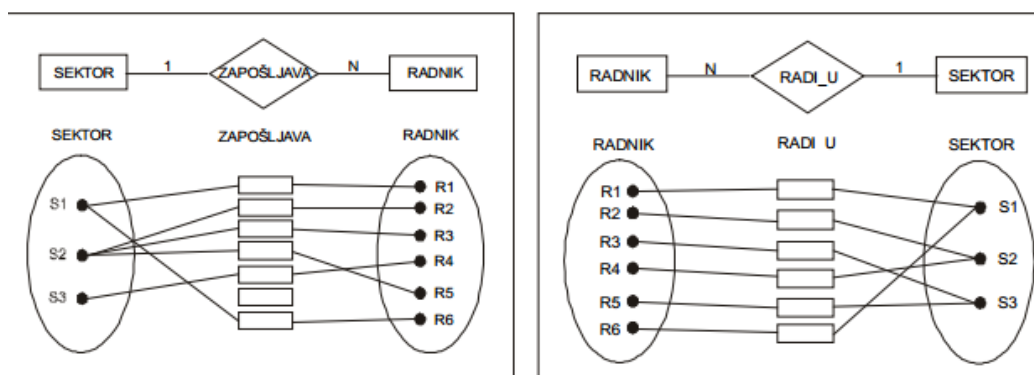 SEKTOR 1 ZAPOŠLJAVA N RADNIK
SEKTOR ZAPOŠLJAVA RADNIK
S1
S2
S3
R1
R2
R3
R4
R5
R6
RADNIK N RADI_U 1 SEKTOR
RADNIK RADI U SEKTOR
R1
R2
R3
R4
R5
R6
S1
S2
S3